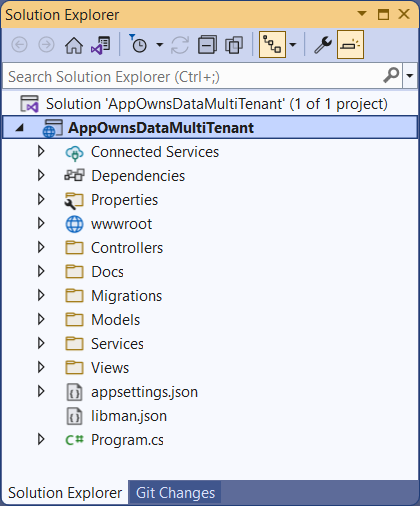 Solution Explorer
Search Solution Explorer (Ctrl+;)
Solution 'AppOwnsDataMultiTenant' (1 of 1 project)
AppOwnsDataMultiTenant
Connected Services
Dependencies
Properties
wwwroot
Controllers
Docs
Migrations
Models
Services
Views
appsettings.json
libman.json
C# Program.cs
Solution Explorer Git Changes